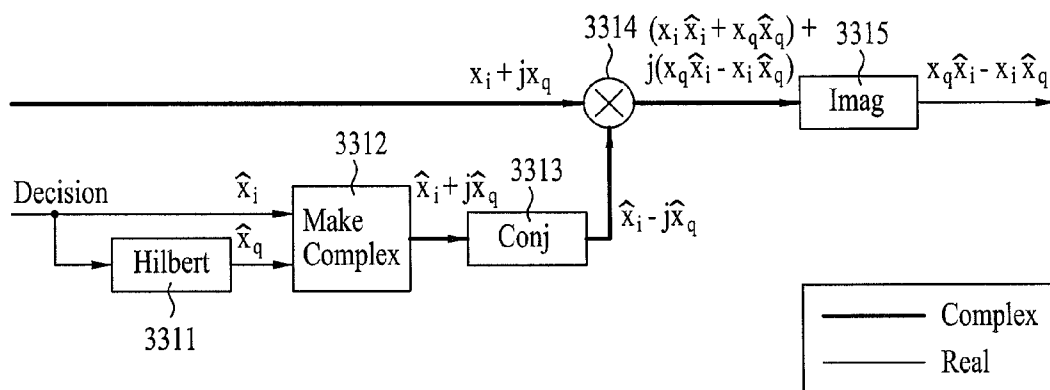 3314
(x_i x̂_i + x_q x̂_q) +
3315
x_i + jx_q
j(x_q x̂_i - x_i x̂_q)
Imag
x_q x̂_i - x_i x̂_q
3312
Decision
x̂_i
Make
Complex
x̂_i + jx̂_q
3313
Conj
x̂_i - jx̂_q
Hilbert
x̂_q
3311
Complex
Real